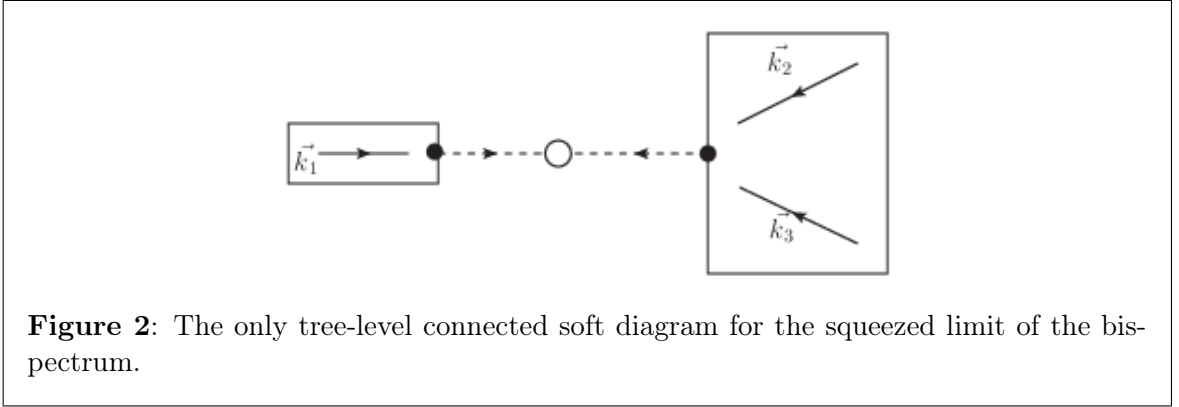 k⃗₂
k⃗₁
k⃗₃
Figure 2: The only tree-level connected soft diagram for the squeezed limit of the bis-
pectrum.